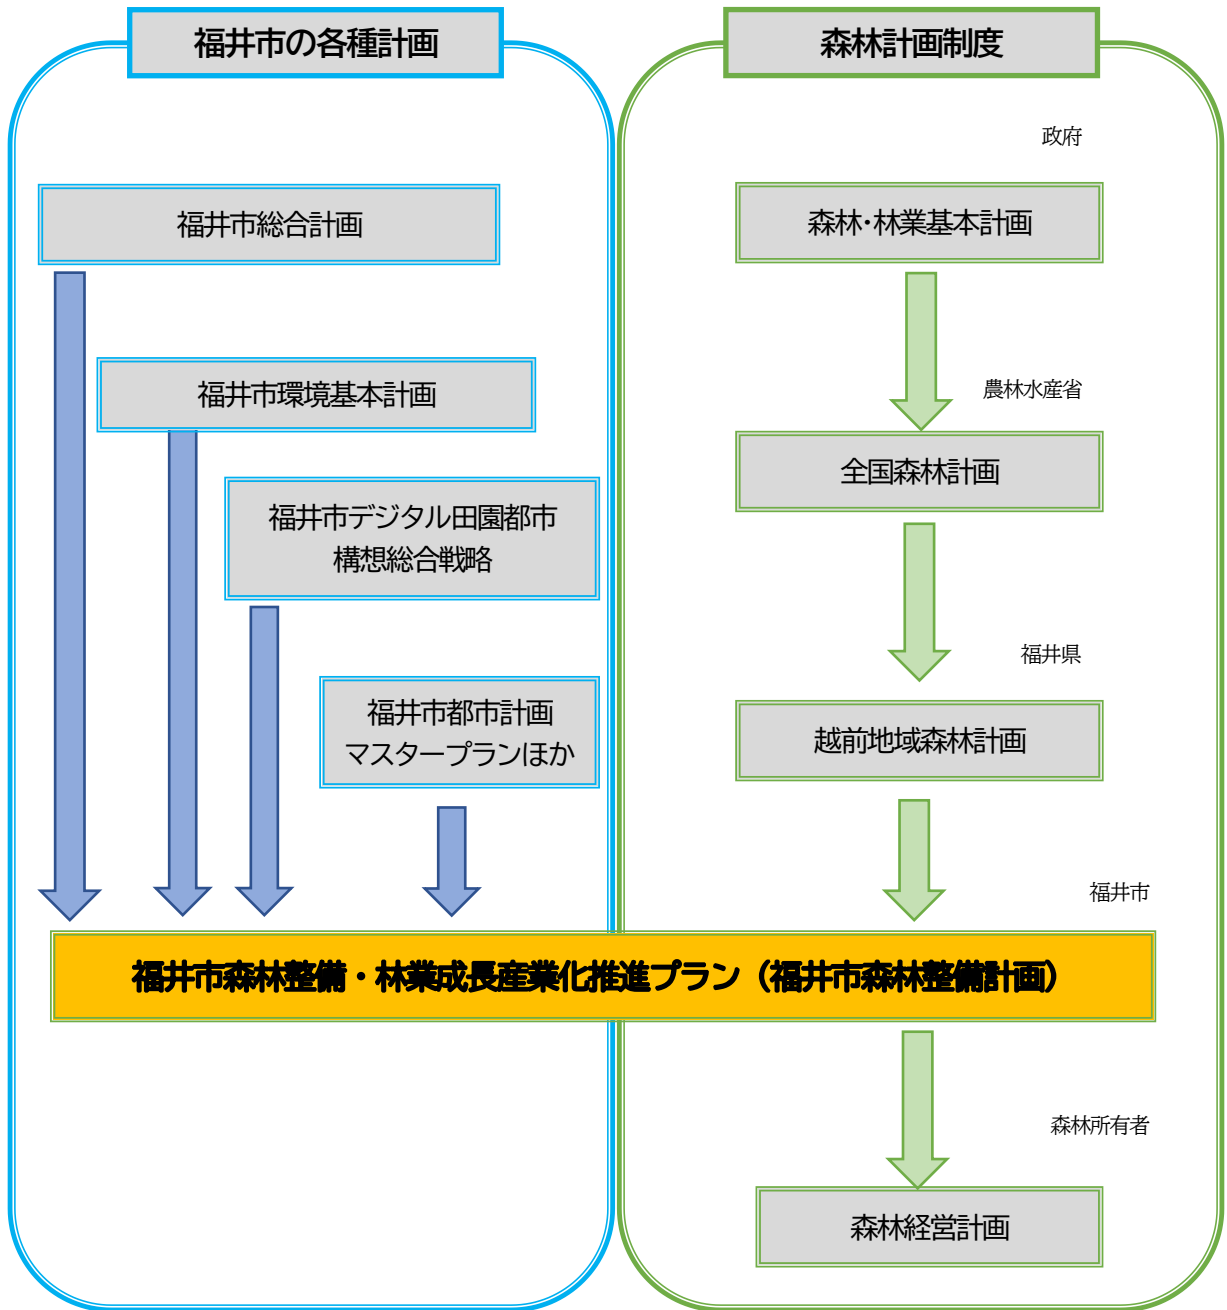 福井市の各種計画
福井市総合計画
福井市環境基本計画
福井市デジタル田園都市
構想総合戦略
福井市都市計画
マスタープランほか
森林計画制度
政府
森林・林業基本計画
農林水産省
全国森林計画
福井県
越前地域森林計画
福井市
福井市森林整備・林業成長産業化推進プラン（福井市森林整備計画）
森林所有者
森林経営計画